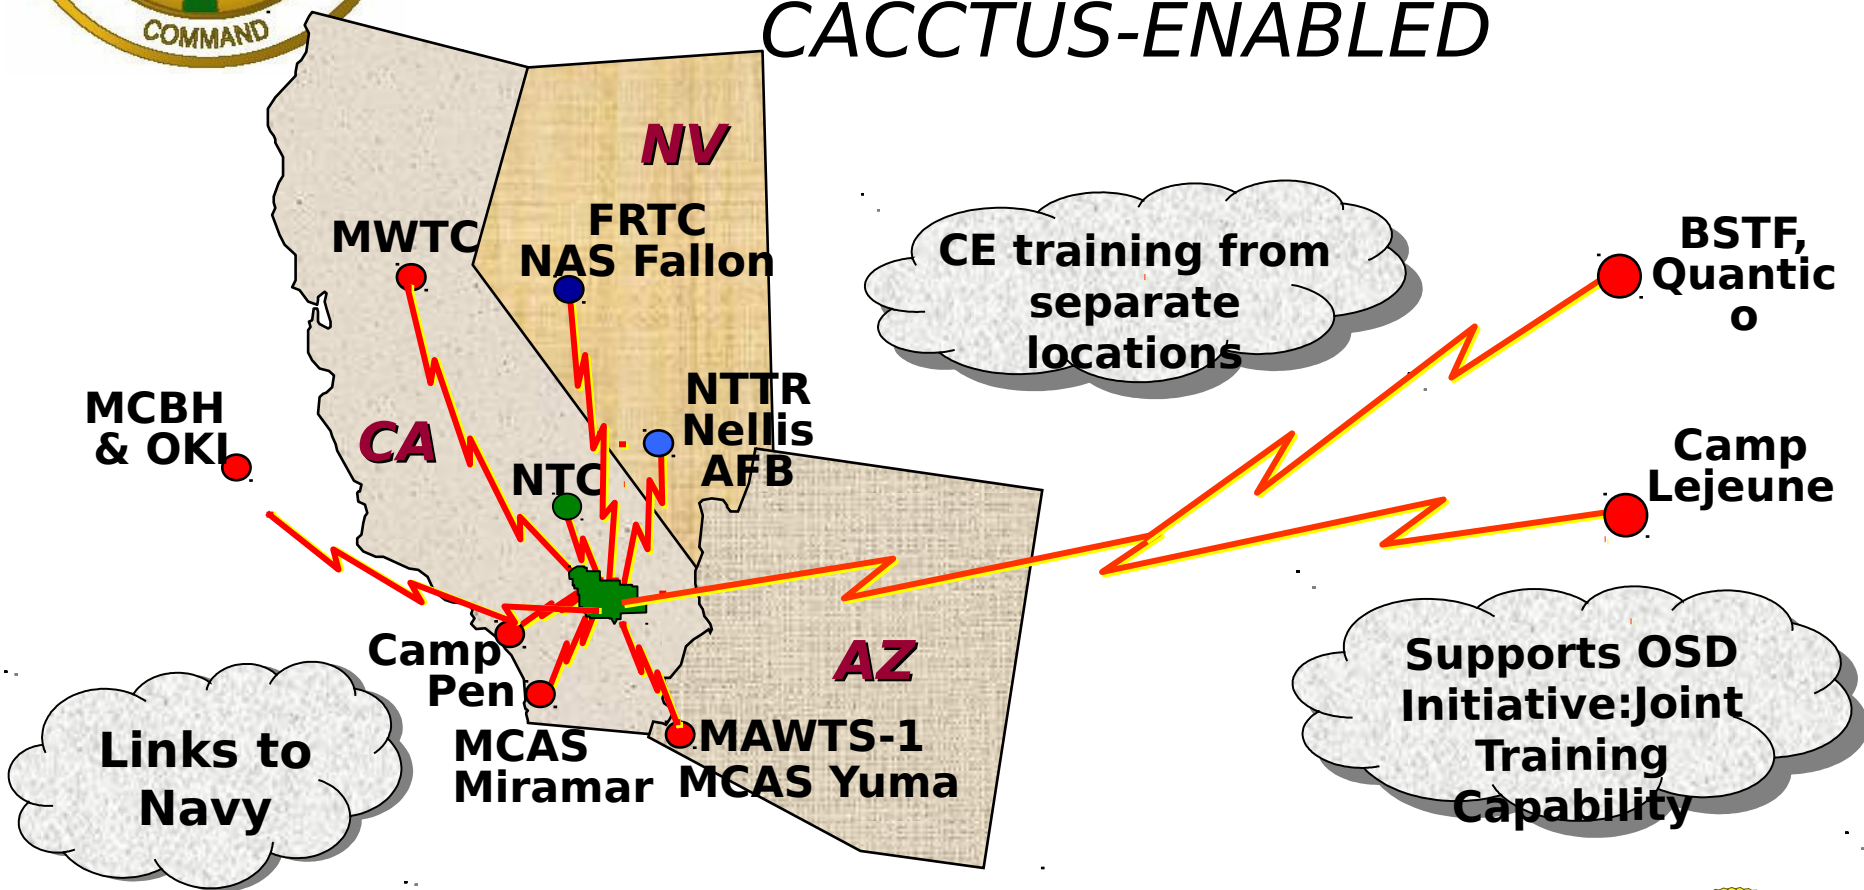 COMMAND
CACCTUS-ENABLED
NV
MWTC
FRTC
NAS Fallon
CE training from
separate
locations
BSTF,
Quantic
o
MCBH
& OKI
CA
NTTR
Nellis
AFB
NTC
Camp
Lejeune
Camp
Pen
AZ
Supports OSD
Initiative:Joint
Training
Capability
Links to
Navy
MCAS
Miramar
MAWTS-1
MCAS Yuma